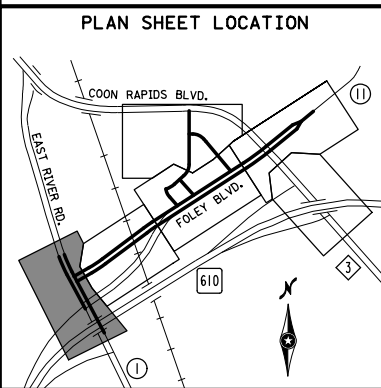 PLAN SHEET LOCATION
COON RAPIDS BLVD.
11
EAST RIVER RD.
FOLEY BLVD.
610
3
N
1